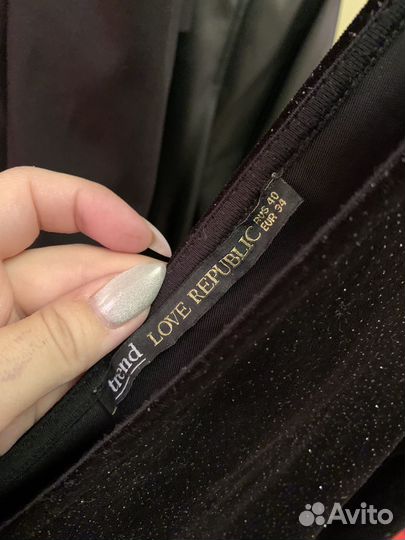 trend LOVE REPUBLIC
RUS 40
EUR 34
Avito